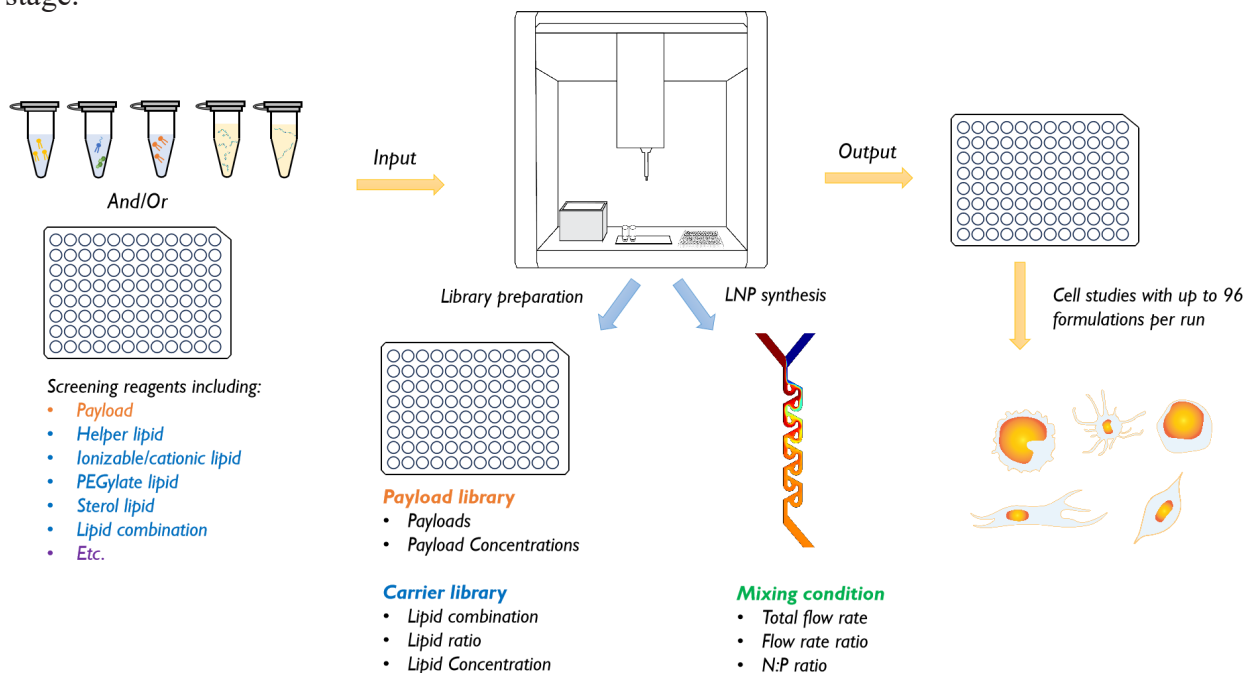 stage.
Input
Output
And/Or
Library preparation
LNP synthesis
Cell studies with up to 96
formulations per run
Screening reagents including:
• Payload
• Helper lipid
• Ionizable/cationic lipid
• PEGylate lipid
• Sterol lipid
• Lipid combination
• Etc.
Payload library
• Payloads
• Payload Concentrations
Carrier library
• Lipid combination
• Lipid ratio
• Lipid Concentration
Mixing condition
• Total flow rate
• Flow rate ratio
• N:P ratio